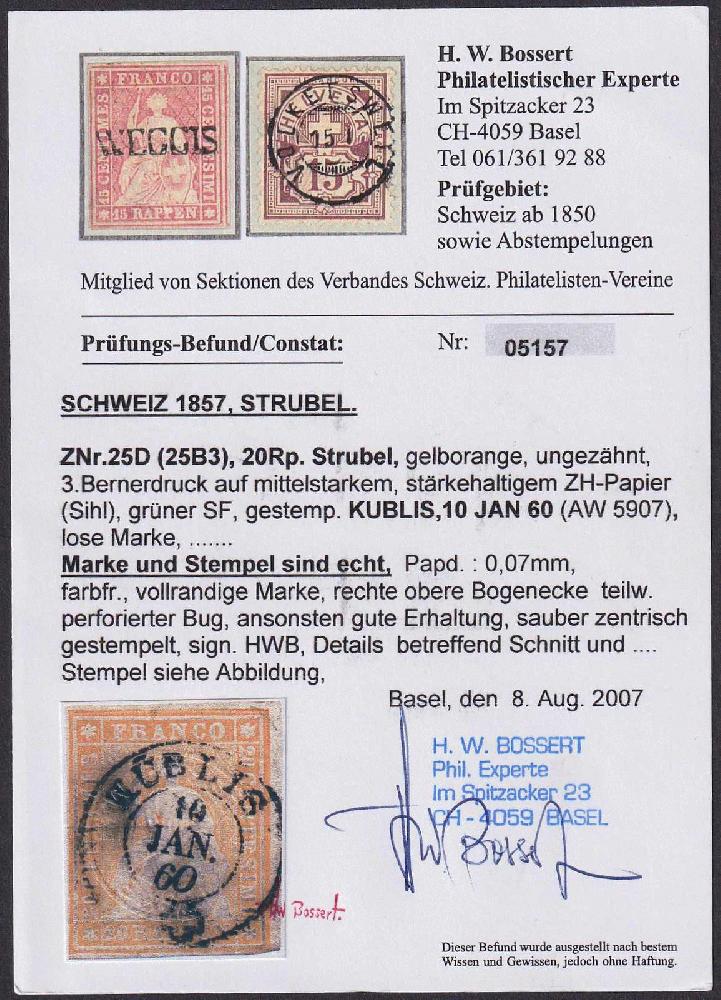 FRANCO
15 CENTESIMI
15 RAPPEN
WEGGIS
15
15
H. W. Bossert
Philatelistischer Experte
Im Spitzacker 23
CH-4059 Basel
Tel 061/361 92 88
Prüfgebiet:
Schweiz ab 1850
sowie Abstempelungen
Mitglied von Sektionen des Verbandes Schweiz. Philatelisten-Vereine
Prüfungs-Befund/Constat:
Nr: 05157
SCHWEIZ 1857, STRUBEL.
ZNr.25D (25B3), 20Rp. Strubel, gelborange, ungezähnt,
3.Bernerdruck auf mittelstarkem, stärkehaltigem ZH-Papier
(Sihl), grüner SF, gestemp. KUBLIS,10 JAN 60 (AW 5907),
lose Marke, .......
Marke und Stempel sind echt, Papd. : 0,07mm,
farbfr., vollrandige Marke, rechte obere Bogenecke teilw.
perforierter Bug, ansonsten gute Erhaltung, sauber zentrisch
gestempelt, sign. HWB, Details betreffend Schnitt und ....
Stempel siehe Abbildung,
Basel, den 8. Aug. 2007
H. W. BOSSERT
Phil. Experte
Im Spitzacker 23
CH - 4059 BASEL
HW Bossert
FRANCO
KÜBLIS
10
JAN.
60
HW Bossert.
Dieser Befund wurde ausgestellt nach bestem
Wissen und Gewissen, jedoch ohne Haftung.